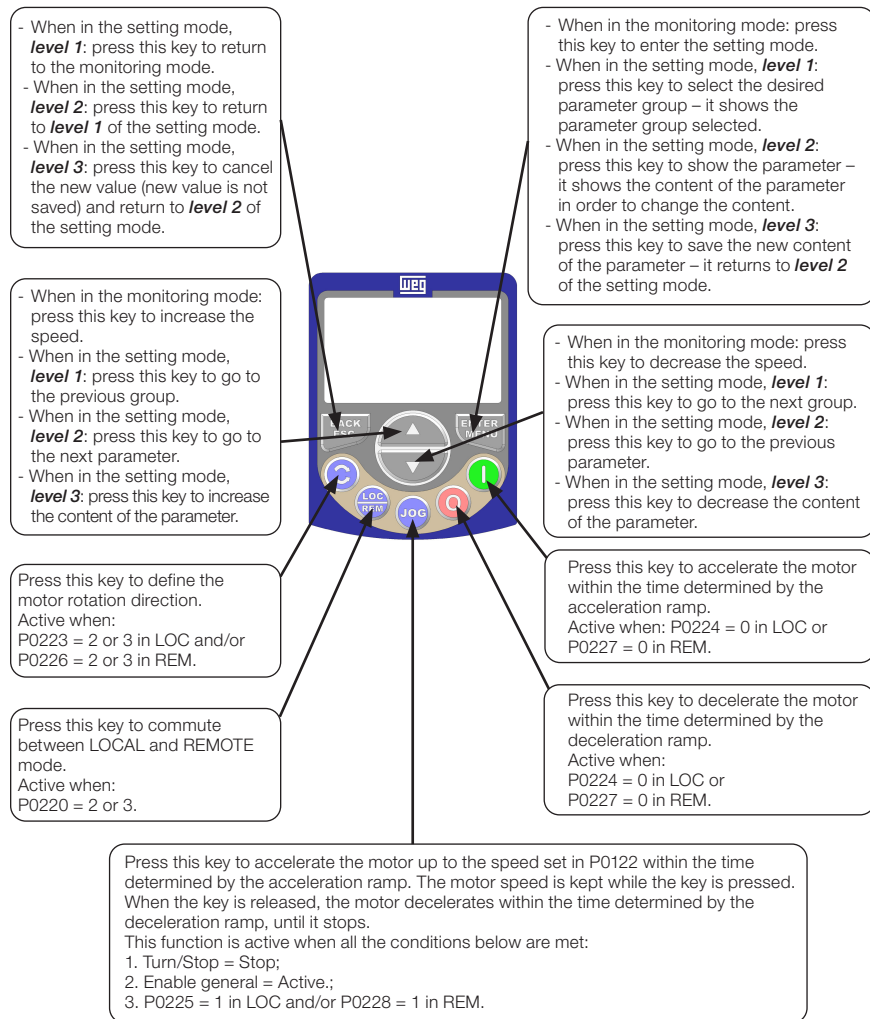 - When in the setting mode,
level 1: press this key to return
to the monitoring mode.
- When in the setting mode,
level 2: press this key to return
to level 1 of the setting mode.
- When in the setting mode,
level 3: press this key to cancel
the new value (new value is not
saved) and return to level 2 of
the setting mode.
- When in the monitoring mode: press
this key to enter the setting mode.
- When in the setting mode, level 1:
press this key to select the desired
parameter group – it shows the
parameter group selected.
- When in the setting mode, level 2:
press this key to show the parameter –
it shows the content of the parameter
in order to change the content.
- When in the setting mode, level 3:
press this key to save the new content
of the parameter – it returns to level 2
of the setting mode.
- When in the monitoring mode:
press this key to increase the
speed.
- When in the setting mode,
level 1: press this key to go to
the previous group.
- When in the setting mode,
level 2: press this key to go to
the next parameter.
- When in the setting mode,
level 3: press this key to increase
the content of the parameter.
weg
BACK
ESC
ENTER
MENU
LOC
REM
JOG
- When in the monitoring mode: press
this key to decrease the speed.
- When in the setting mode, level 1:
press this key to go to the next group.
- When in the setting mode, level 2:
press this key to go to the previous
parameter.
- When in the setting mode, level 3:
press this key to decrease the content
of the parameter.
Press this key to define the
motor rotation direction.
Active when:
P0223 = 2 or 3 in LOC and/or
P0226 = 2 or 3 in REM.
Press this key to accelerate the motor
within the time determined by the
acceleration ramp.
Active when: P0224 = 0 in LOC or
P0227 = 0 in REM.
Press this key to commute
between LOCAL and REMOTE
mode.
Active when:
P0220 = 2 or 3.
Press this key to decelerate the motor
within the time determined by the
deceleration ramp.
Active when:
P0224 = 0 in LOC or
P0227 = 0 in REM.
Press this key to accelerate the motor up to the speed set in P0122 within the time
determined by the acceleration ramp. The motor speed is kept while the key is pressed.
When the key is released, the motor decelerates within the time determined by the
deceleration ramp, until it stops.
This function is active when all the conditions below are met:
1. Turn/Stop = Stop;
2. Enable general = Active.;
3. P0225 = 1 in LOC and/or P0228 = 1 in REM.